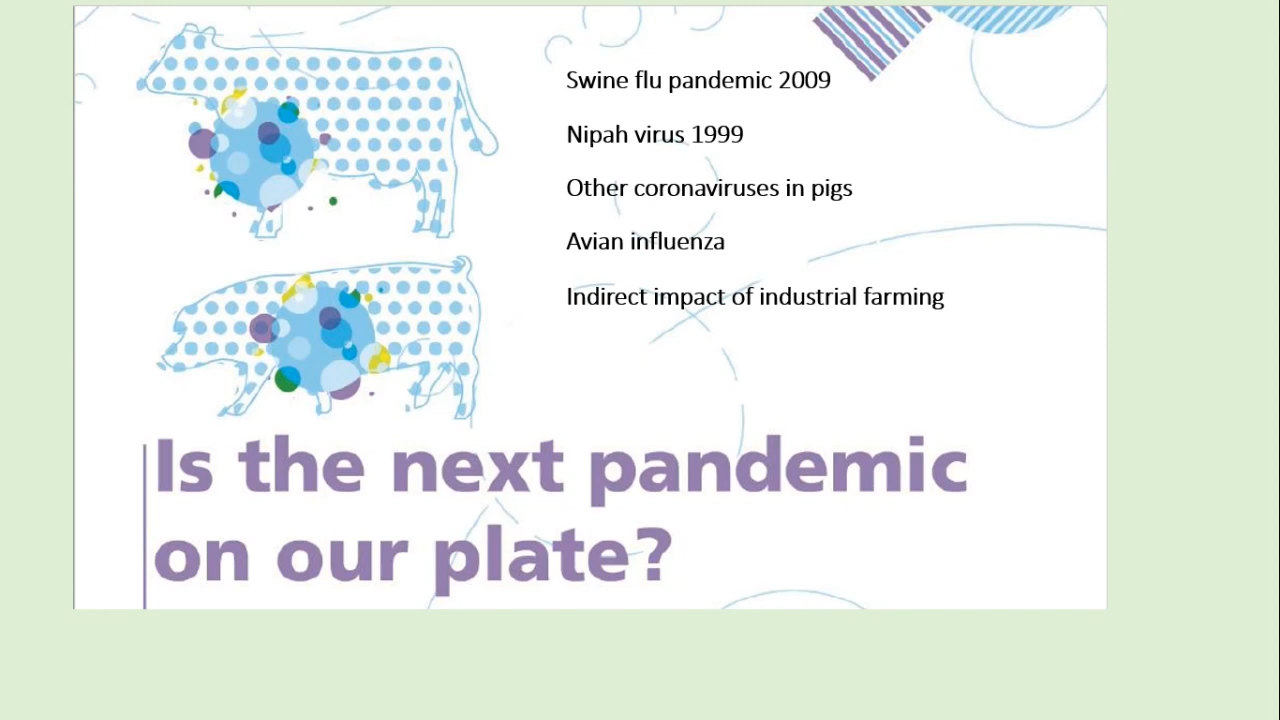 Swine flu pandemic 2009
Nipah virus 1999
Other coronaviruses in pigs
Avian influenza
Indirect impact of industrial farming
Is the next pandemic
on our plate?